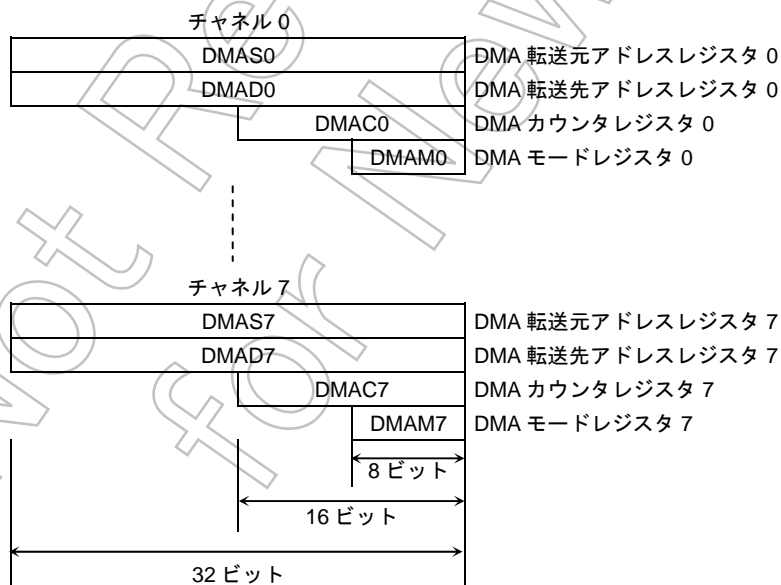 チャネル 0
DMAS0 DMA 転送元アドレスレジスタ 0
DMAD0 DMA 転送先アドレスレジスタ 0
DMAC0 DMA カウンタレジスタ 0
DMAM0 DMA モードレジスタ 0
チャネル 7
DMAS7 DMA 転送元アドレスレジスタ 7
DMAD7 DMA 転送先アドレスレジスタ 7
DMAC7 DMA カウンタレジスタ 7
DMAM7 DMA モードレジスタ 7
8 ビット
16 ビット
32 ビット
Not Re
for New